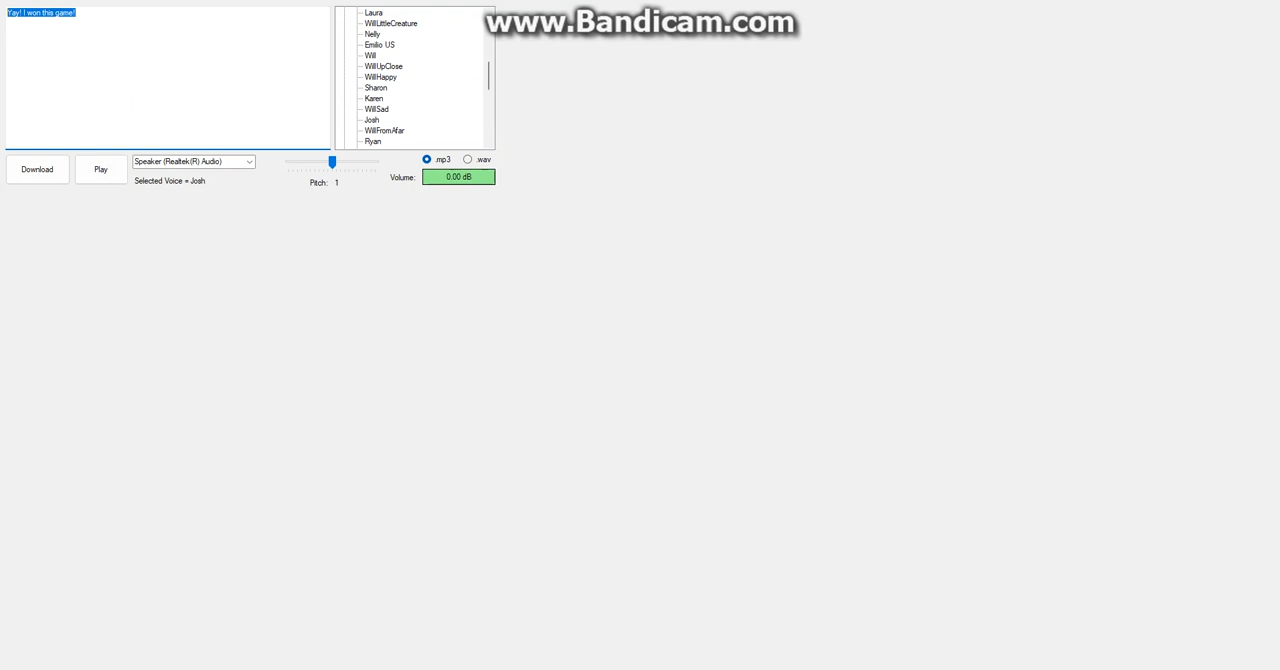 Yay! I won this game!
Laura
WillLittleCreature
Nelly
Emilio US
Will
WillUpClose
WillHappy
Sharon
Karen
WillSad
Josh
WillFromAfar
Ryan
www.Bandicam.com
Download
Play
Speaker (Realtek(R) Audio)
Selected Voice = Josh
Pitch: 1
.mp3
.wav
Volume:
0.00 dB